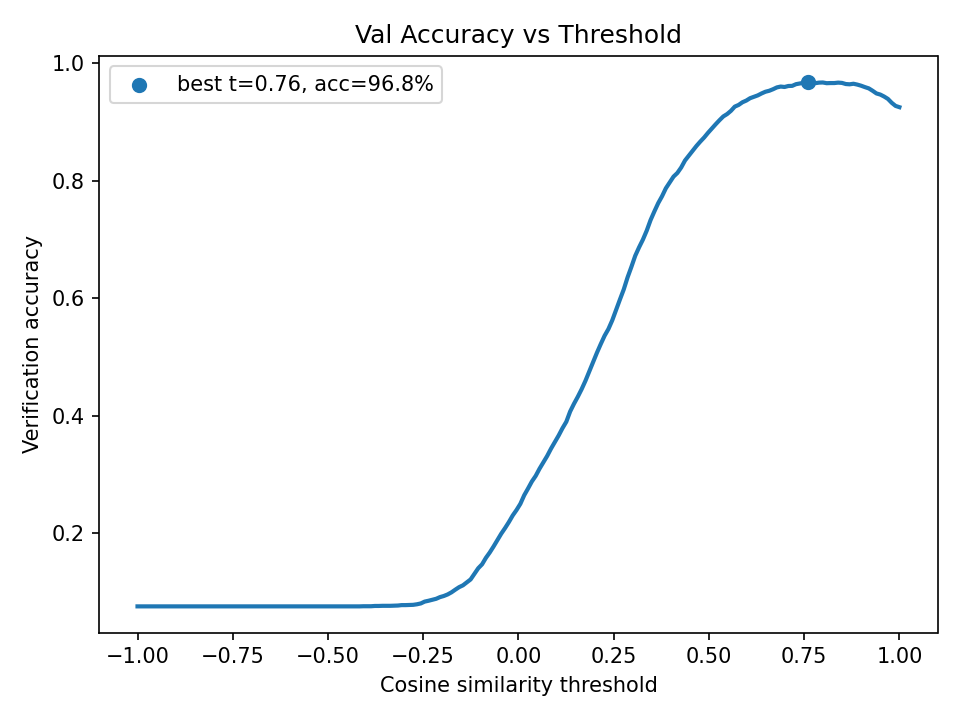 Val Accuracy vs Threshold
best t=0.76, acc=96.8%
Verification accuracy
1.0
0.8
0.6
0.4
0.2
−1.00 −0.75 −0.50 −0.25 0.00 0.25 0.50 0.75 1.00
Cosine similarity threshold